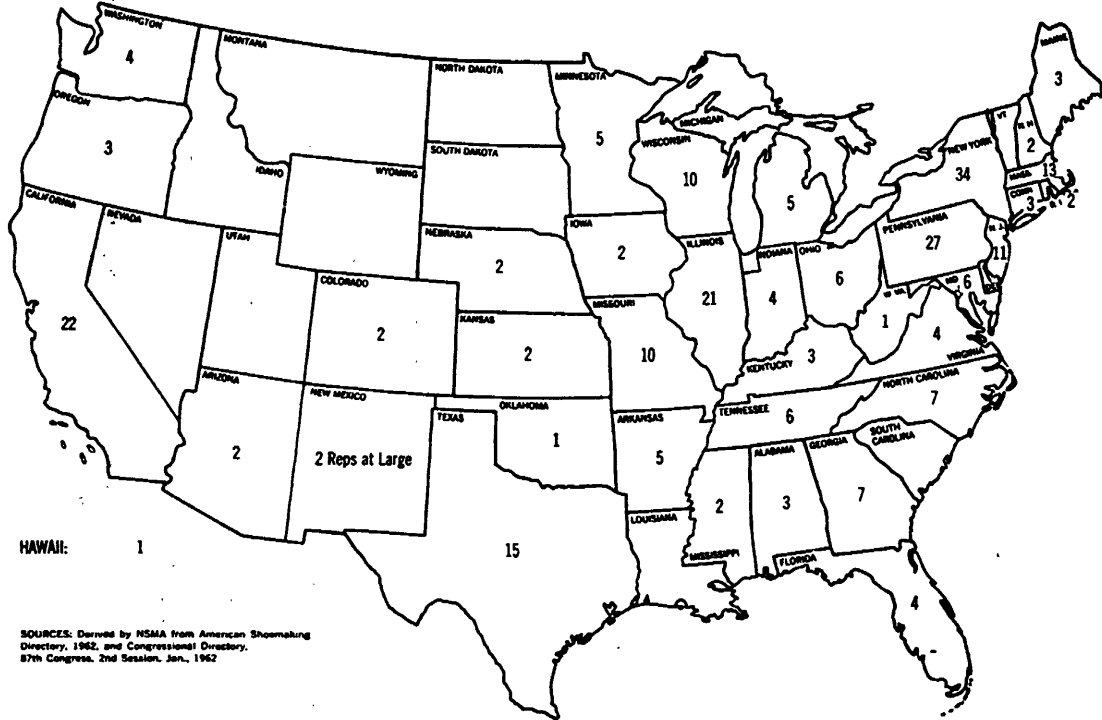 WASHINGTON
4
MONTANA
NORTH DAKOTA
MINNESOTA
5
MAINE
3
OREGON
3
IDAHO
WYOMING
SOUTH DAKOTA
WISCONSIN
10
MICHIGAN
5
NEW YORK
34
VT
N H
2
MASS.
13
CONN
3
R I
2
CALIFORNIA
22
NEVADA
UTAH
COLORADO
2
NEBRASKA
2
IOWA
2
ILLINOIS
21
INDIANA
4
OHIO
6
PENNSYLVANIA
27
N. J.
11
MD
6
W VA.
1
VIRGINIA
4
KANSAS
2
MISSOURI
10
KENTUCKY
3
ARIZONA
2
NEW MEXICO
2 Reps at Large
TEXAS
15
OKLAHOMA
1
ARKANSAS
5
TENNESSEE
6
NORTH CAROLINA
7
SOUTH
CAROLINA
GEORGIA
7
ALABAMA
3
MISSISSIPPI
2
LOUISIANA
FLORIDA
4
HAWAII: 1
SOURCES: Derived by NSMA from American Shoemaking
Directory, 1962, and Congressional Directory,
87th Congress, 2nd Session, Jan., 1962